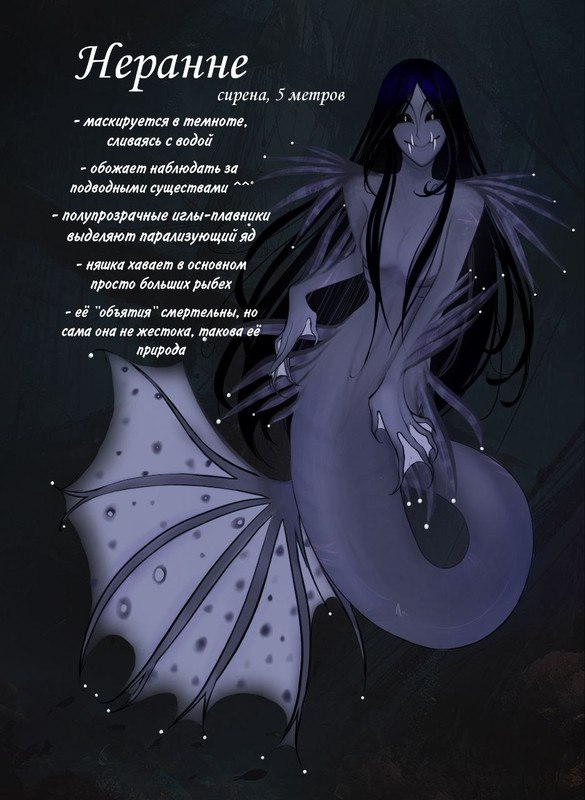 Неранне
сирена, 5 метров
- маскируется в темноте,
сливаясь с водой
- обожает наблюдать за
подводными существами ^^"
- полупрозрачные иглы-плавники
выделяют парализующий яд
- няшка хавает в основном
просто больших рыбех
- её "объятия" смертельны, но
сама она не жестока, такова её
природа